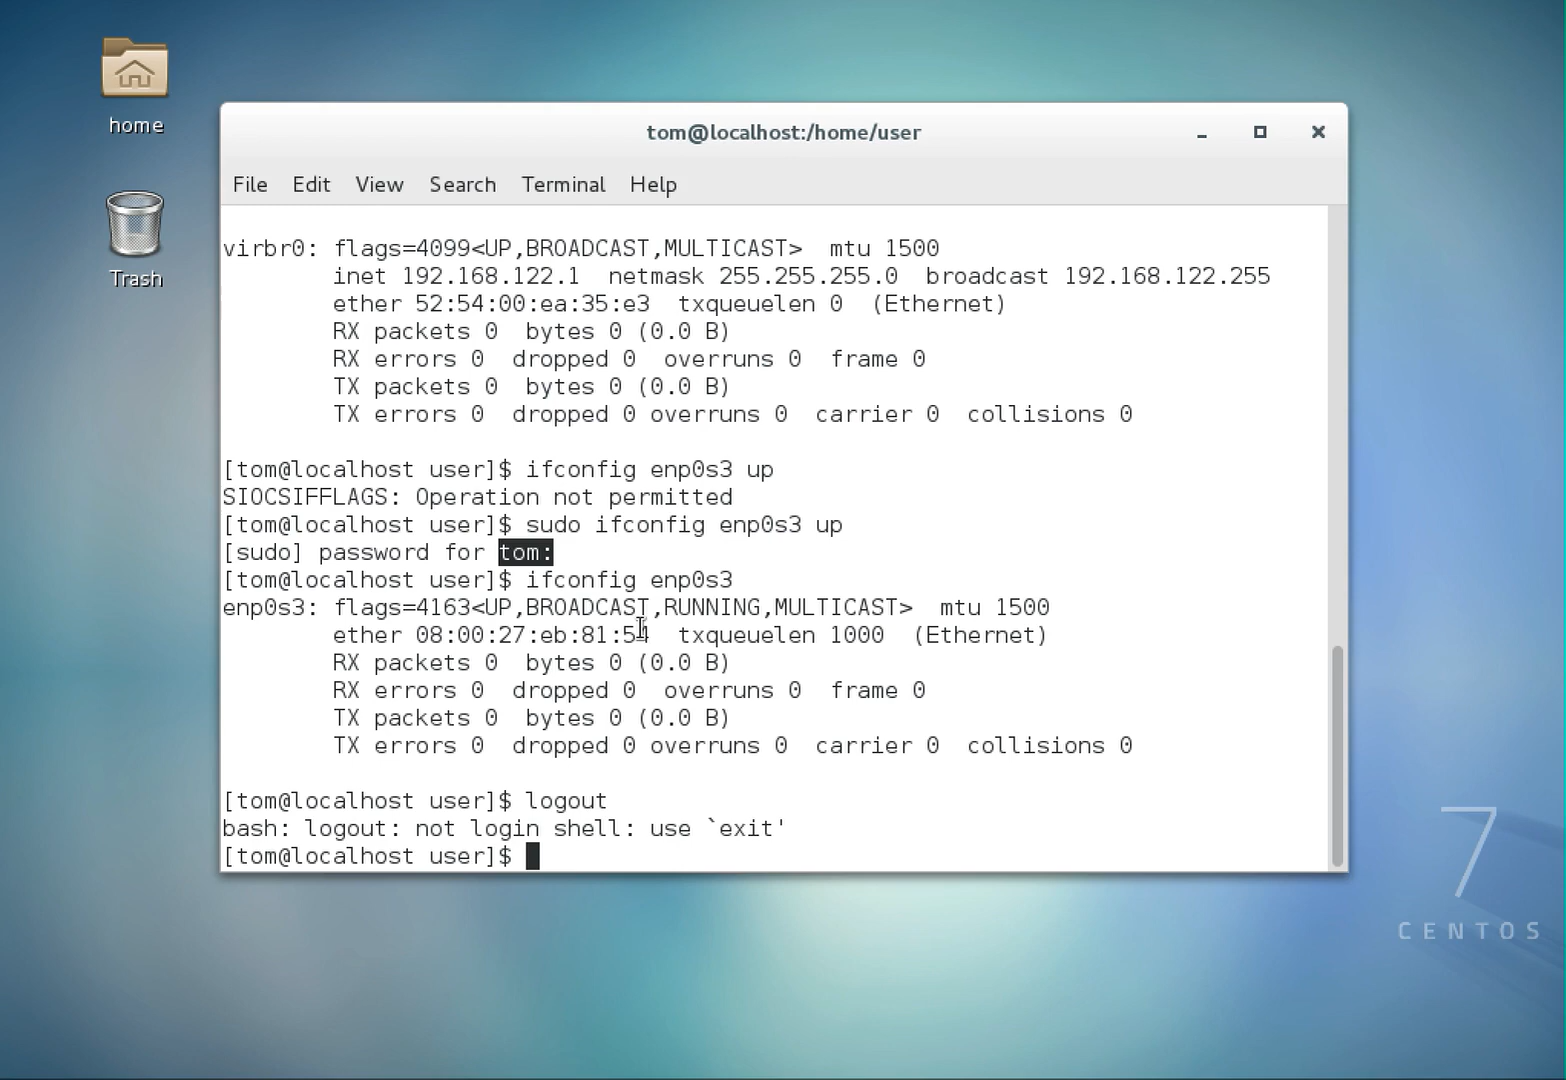 home
Trash
tom@localhost:/home/user
File Edit View Search Terminal Help
virbr0: flags=4099<UP,BROADCAST,MULTICAST>  mtu 1500
        inet 192.168.122.1  netmask 255.255.255.0  broadcast 192.168.122.255
        ether 52:54:00:ea:35:e3  txqueuelen 0  (Ethernet)
        RX packets 0  bytes 0 (0.0 B)
        RX errors 0  dropped 0  overruns 0  frame 0
        TX packets 0  bytes 0 (0.0 B)
        TX errors 0  dropped 0 overruns 0  carrier 0  collisions 0
[tom@localhost user]$ ifconfig enp0s3 up
SIOCSIFFLAGS: Operation not permitted
[tom@localhost user]$ sudo ifconfig enp0s3 up
[sudo] password for tom:
[tom@localhost user]$ ifconfig enp0s3
enp0s3: flags=4163<UP,BROADCAST,RUNNING,MULTICAST>  mtu 1500
        ether 08:00:27:eb:81:54  txqueuelen 1000  (Ethernet)
        RX packets 0  bytes 0 (0.0 B)
        RX errors 0  dropped 0  overruns 0  frame 0
        TX packets 0  bytes 0 (0.0 B)
        TX errors 0  dropped 0 overruns 0  carrier 0  collisions 0
[tom@localhost user]$ logout
bash: logout: not login shell: use `exit'
[tom@localhost user]$
7
CENTOS